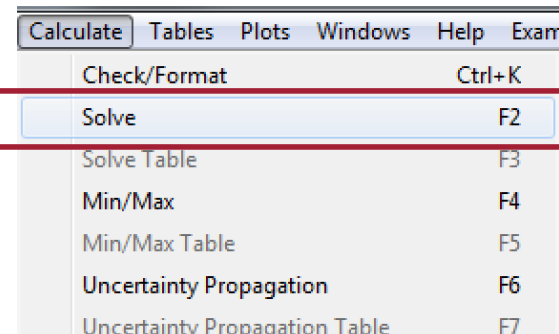 Calculate Tables Plots Windows Help Exam
Check/Format Ctrl+K
Solve F2
Solve Table F3
Min/Max F4
Min/Max Table F5
Uncertainty Propagation F6
Uncertainty Propagation Table F7